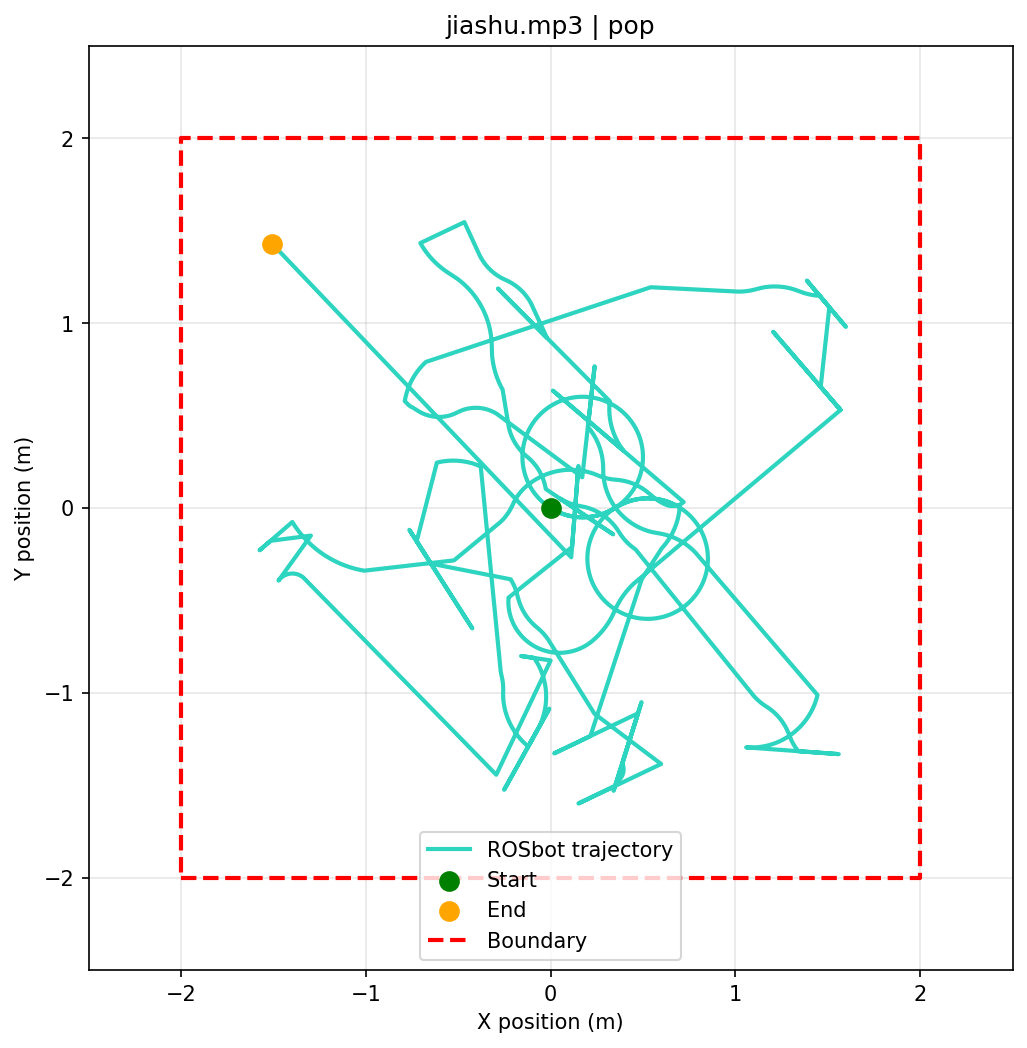 jiashu.mp3 | pop
Y position (m)
2
1
0
−1
−2
−2
−1
0
1
2
X position (m)
ROSbot trajectory
Start
End
Boundary